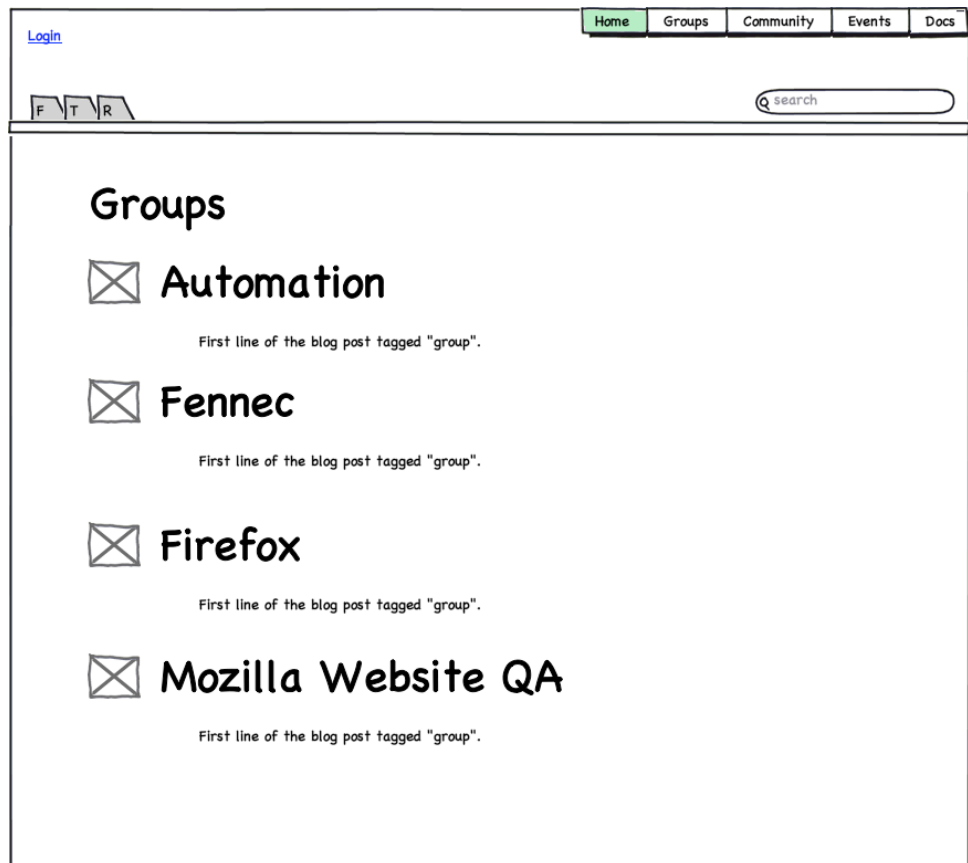 Home Groups Community Events Docs
Login
F T R
search
Groups
Automation
First line of the blog post tagged "group".
Fennec
First line of the blog post tagged "group".
Firefox
First line of the blog post tagged "group".
Mozilla Website QA
First line of the blog post tagged "group".